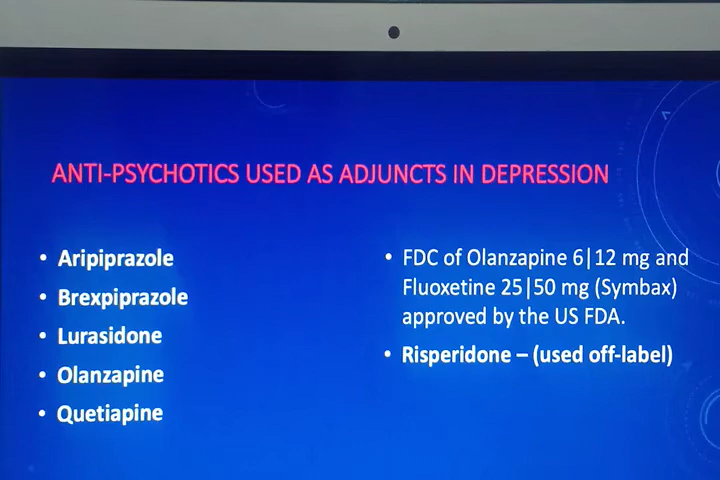 ANTI-PSYCHOTICS USED AS ADJUNCTS IN DEPRESSION
• Aripiprazole
• Brexpiprazole
• Lurasidone
• Olanzapine
• Quetiapine
• FDC of Olanzapine 6|12 mg and
Fluoxetine 25|50 mg (Symbax)
approved by the US FDA.
• Risperidone – (used off-label)